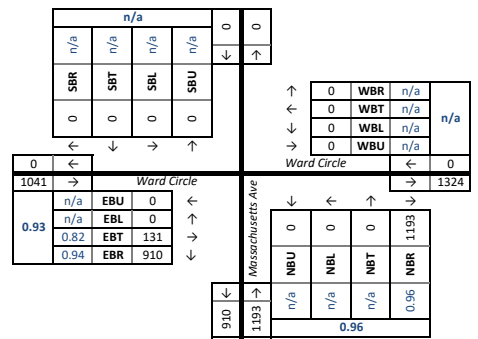 n/a
n/a n/a n/a n/a 0 0
↓ ↑
SBR SBT SBL SBU
0 0 0 0
← ↓ → ↑
↑ 0 WBR n/a
← 0 WBT n/a
↓ 0 WBL n/a
→ 0 WBU n/a
n/a
0 ← Ward Circle ← 0
1041 → Ward Circle → 1324
n/a EBU 0 ←
n/a EBL 0 ↑
0.82 EBT 131 →
0.94 EBR 910 ↓
0.93
Massachusetts Ave
↓ ← ↑ →
0 0 0 1193
NBU NBL NBT NBR
n/a n/a n/a 0.96
↓ ↑
910 1193
0.96